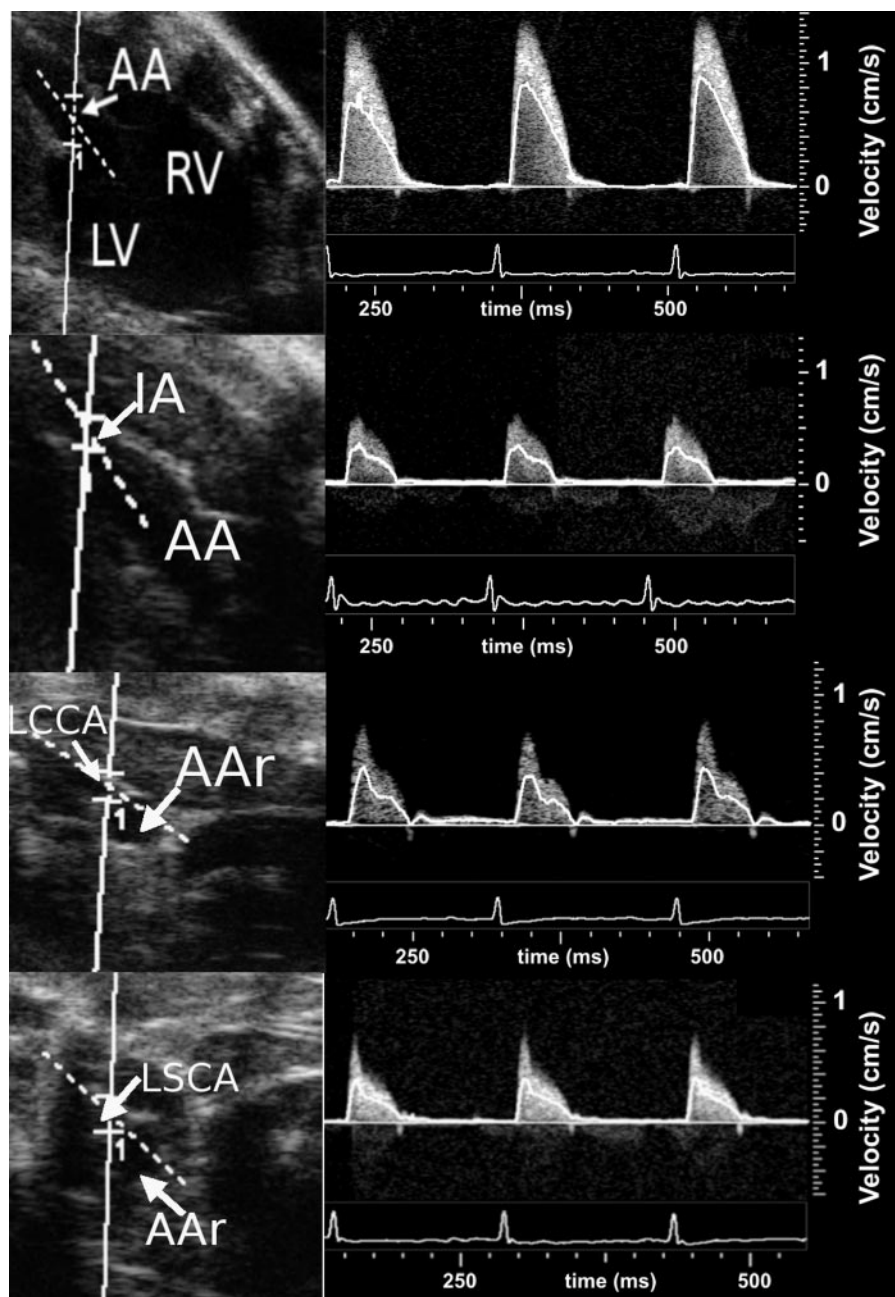 AA
RV
1
LV
1
0
Velocity (cm/s)
250 time (ms) 500
IA
AA
1
0
Velocity (cm/s)
250 time (ms) 500
LCCA
AAr
1
1
0
Velocity (cm/s)
250 time (ms) 500
LSCA
1
AAr
1
0
Velocity (cm/s)
250 time (ms) 500